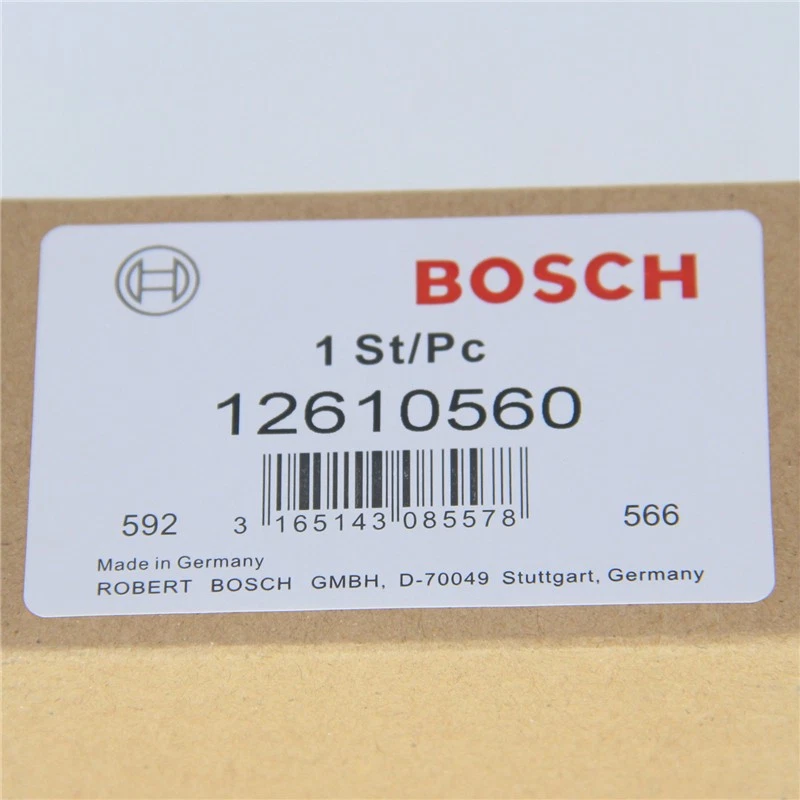 BOSCH
1 St/Pc
12610560
592 3 165143 085578 566
Made in Germany
ROBERT BOSCH GMBH, D-70049 Stuttgart, Germany